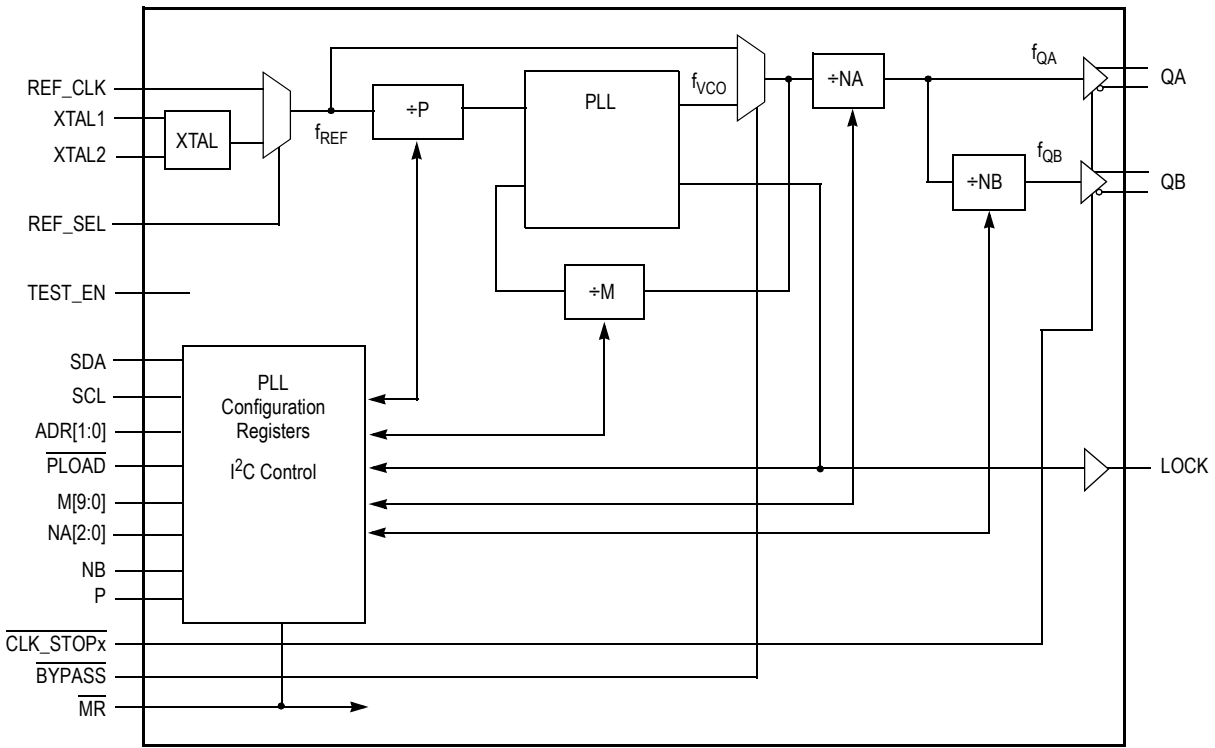 REF_CLK
XTAL1
XTAL2
XTAL
REF_SEL
TEST_EN
f_REF
÷P
PLL
f_VCO
÷M
÷NA
÷NB
f_QA
f_QB
QA
QB
SDA
SCL
ADR[1:0]
PLOAD
M[9:0]
NA[2:0]
NB
P
CLK_STOPx
BYPASS
MR
PLL
Configuration
Registers
I²C Control
LOCK